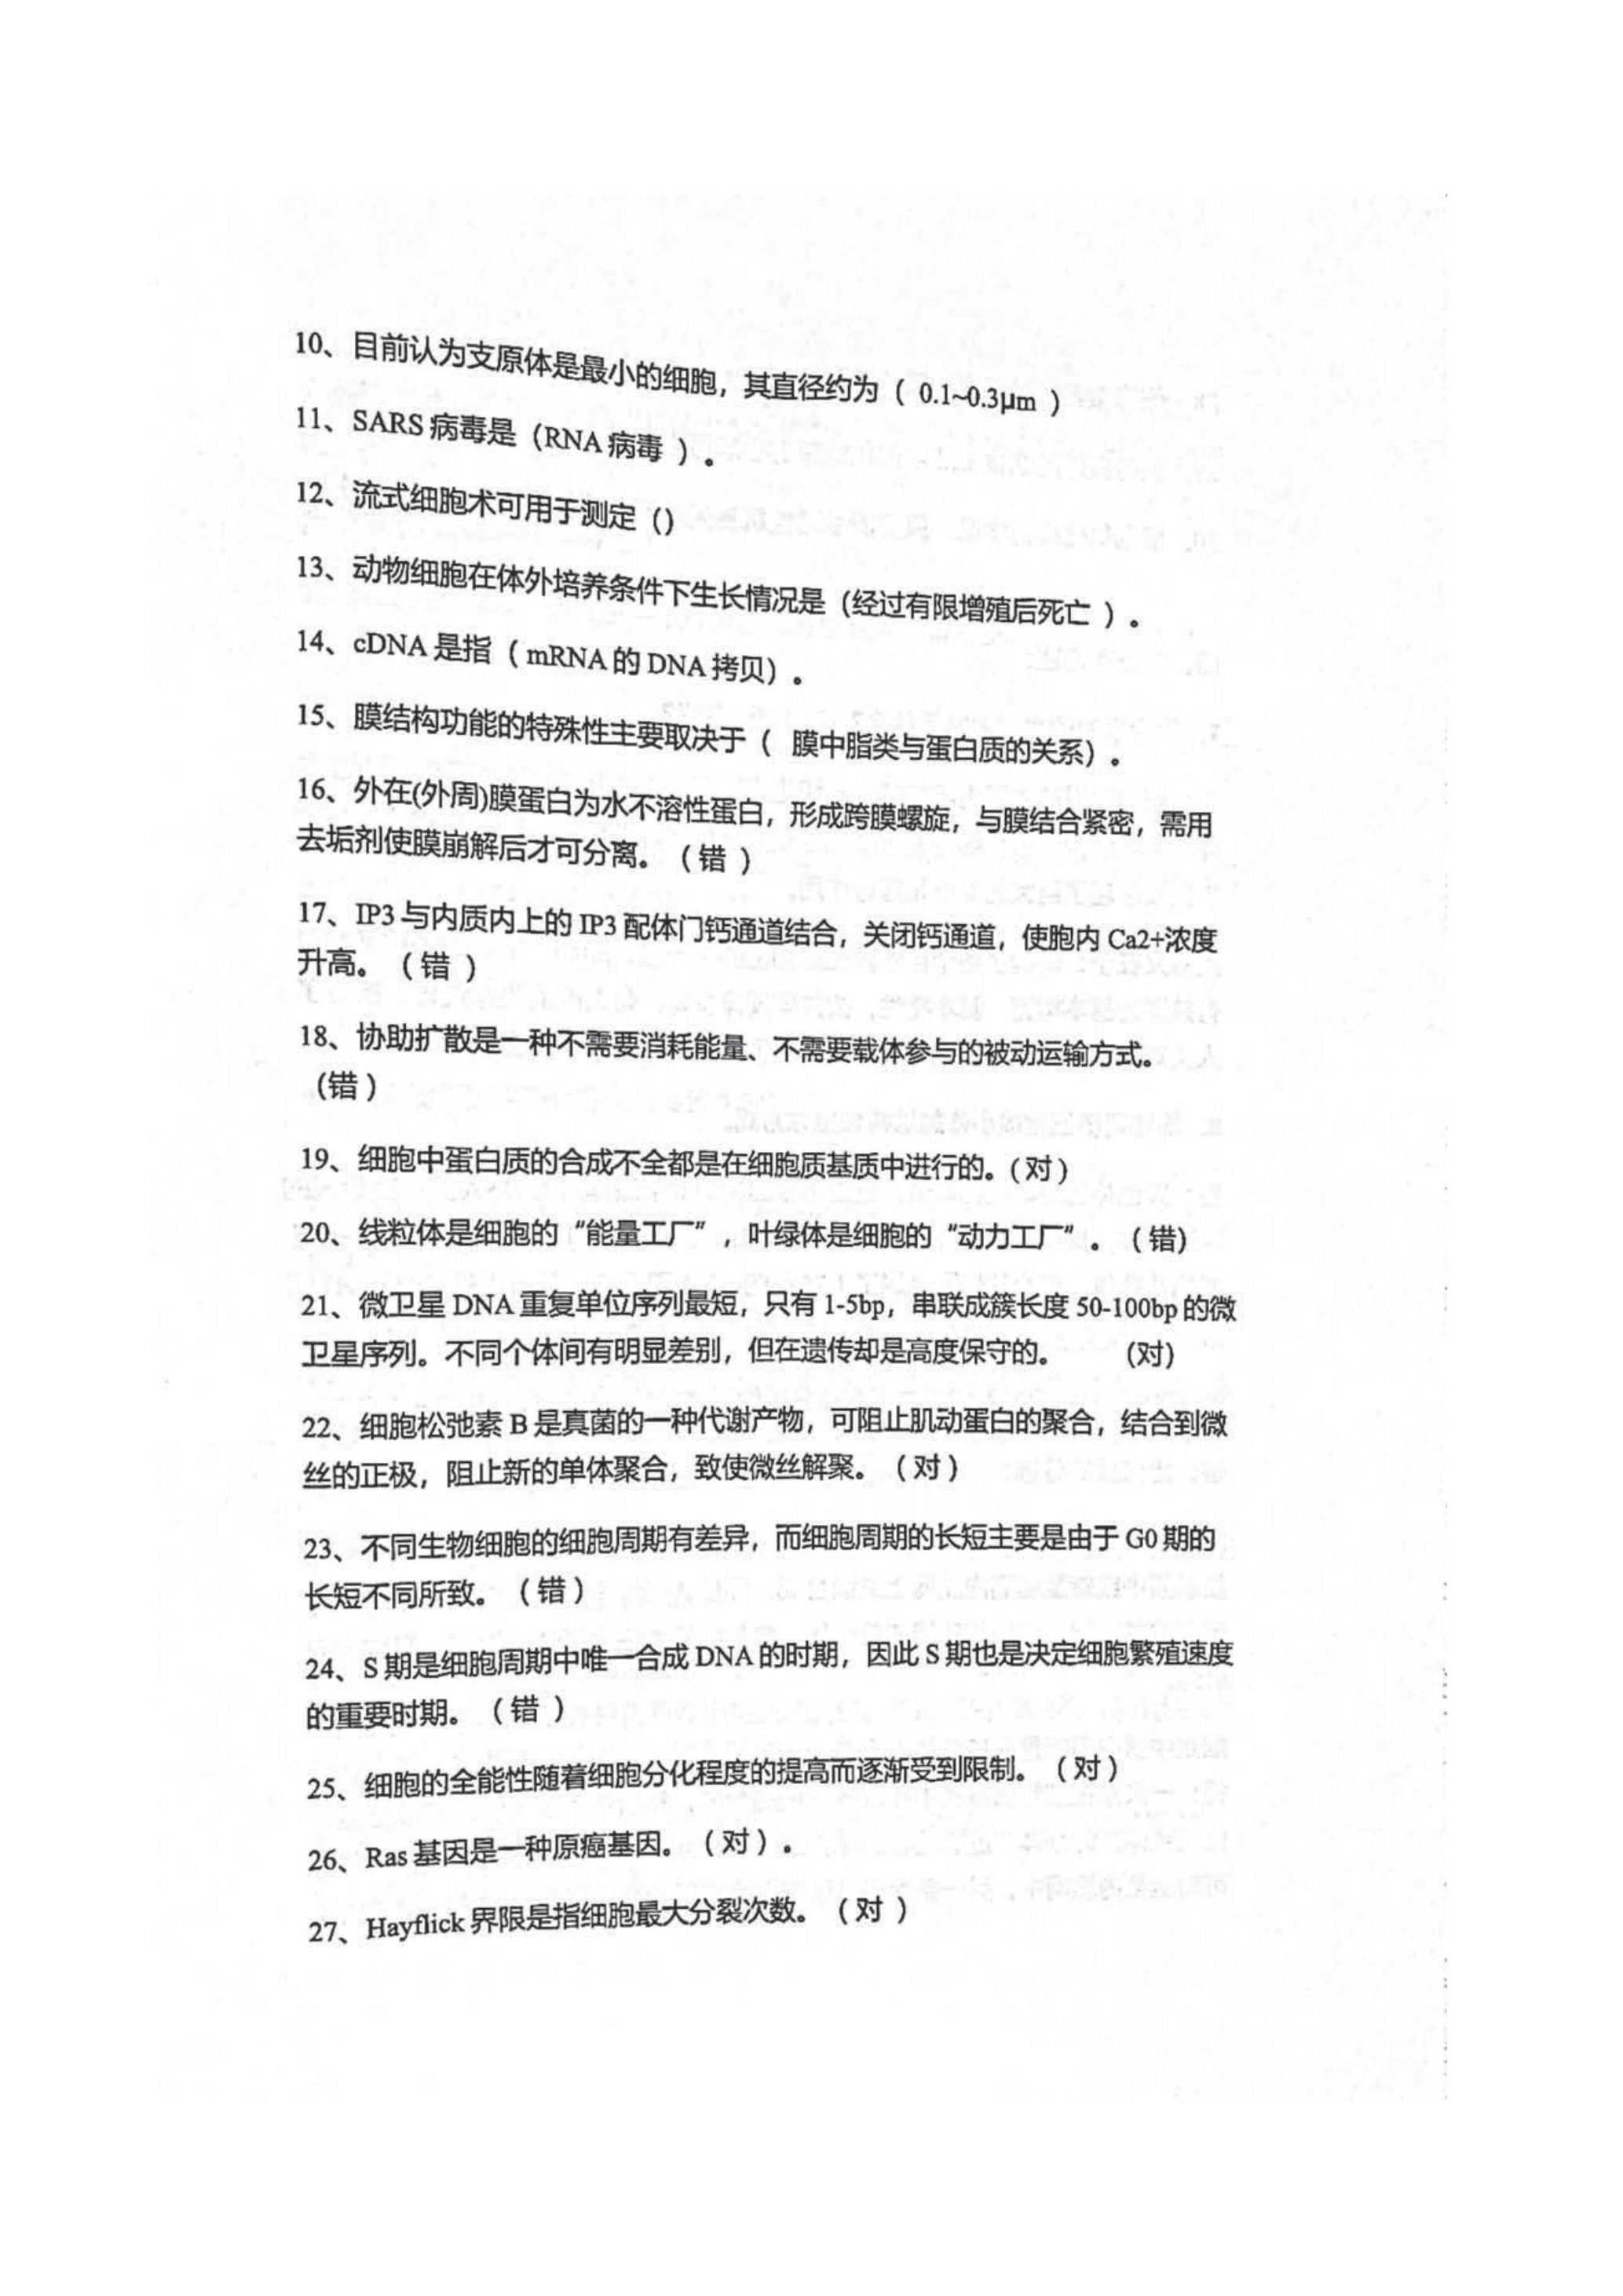 10、目前认为支原体是最小的细胞，其直径约为（ 0.1~0.3μm ）
11、SARS 病毒是（RNA 病毒 ）。
12、流式细胞术可用于测定（）
13、动物细胞在体外培养条件下生长情况是（经过有限增殖后死亡 ）。
14、cDNA 是指（ mRNA 的 DNA 拷贝）。
15、膜结构功能的特殊性主要取决于（ 膜中脂类与蛋白质的关系）。
16、外在(外周)膜蛋白为水不溶性蛋白，形成跨膜螺旋，与膜结合紧密，需用
去垢剂使膜崩解后才可分离。（ 错 ）
17、IP3 与内质内上的 IP3 配体门钙通道结合，关闭钙通道，使胞内 Ca2+浓度
升高。（ 错 ）
18、协助扩散是一种不需要消耗能量、不需要载体参与的被动运输方式。
（错 ）
19、细胞中蛋白质的合成不全都是在细胞质基质中进行的。( 对 )
20、线粒体是细胞的“能量工厂”，叶绿体是细胞的“动力工厂”。（ 错)
21、微卫星 DNA 重复单位序列最短，只有 1-5bp，串联成簇长度 50-100bp 的微
卫星序列。不同个体间有明显差别，但在遗传却是高度保守的。 (对)
22、细胞松弛素 B 是真菌的一种代谢产物，可阻止肌动蛋白的聚合，结合到微
丝的正极，阻止新的单体聚合，致使微丝解聚。（ 对 ）
23、不同生物细胞的细胞周期有差异，而细胞周期的长短主要是由于 G0 期的
长短不同所致。（ 错 ）
24、S 期是细胞周期中唯一合成 DNA 的时期，因此 S 期也是决定细胞繁殖速度
的重要时期。（ 错 ）
25、细胞的全能性随着细胞分化程度的提高而逐渐受到限制。（ 对 ）
26、Ras 基因是一种原癌基因。（ 对 ）。
27、Hayflick 界限是指细胞最大分裂次数。（ 对 ）